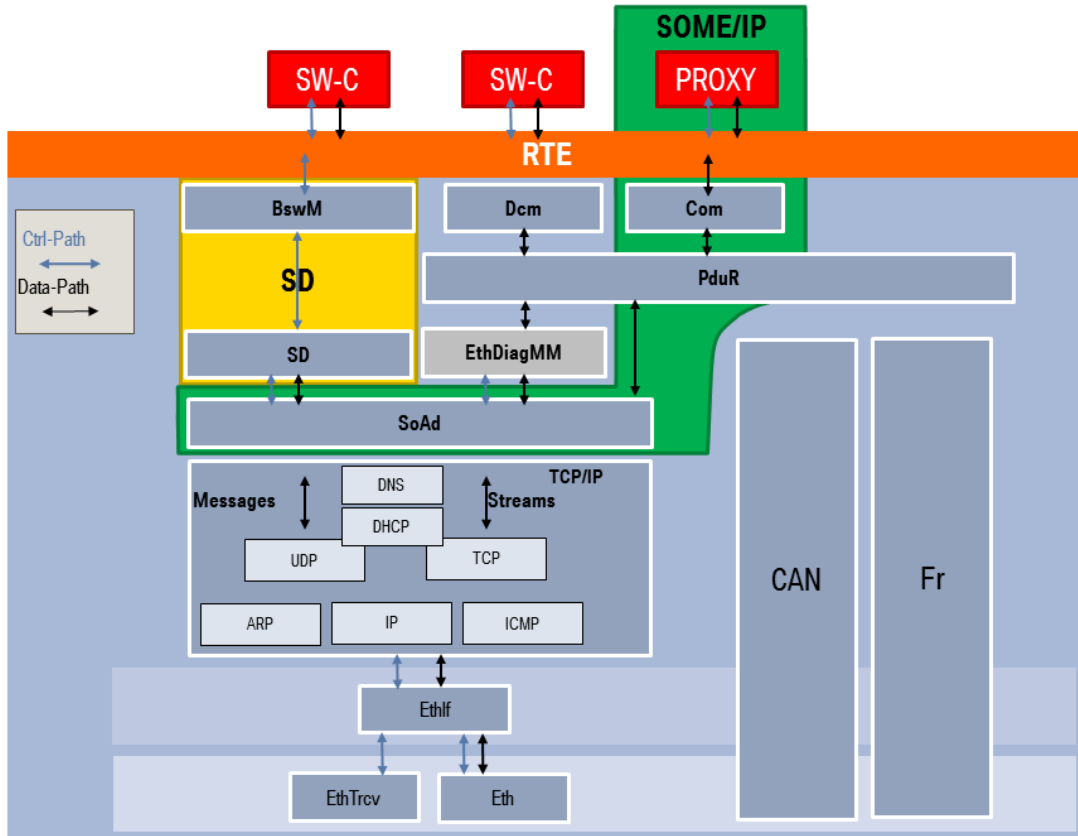 SOME/IP
SW-C
SW-C
PROXY
RTE
BswM
Dcm
Com
Ctrl-Path
Data-Path
SD
PduR
SD
EthDiagMM
SoAd
TCP/IP
DNS
Messages
Streams
DHCP
UDP
TCP
CAN
Fr
ARP
IP
ICMP
EthIf
EthTrcv
Eth